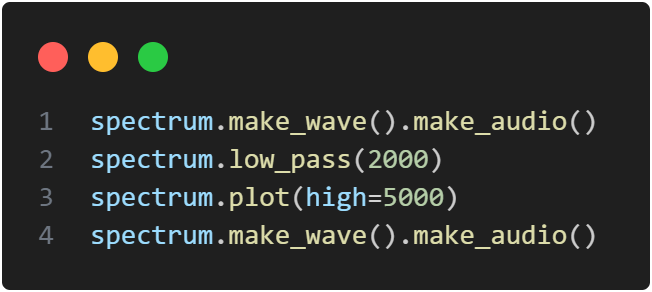 1 spectrum.make_wave().make_audio()
2 spectrum.low_pass(2000)
3 spectrum.plot(high=5000)
4 spectrum.make_wave().make_audio()